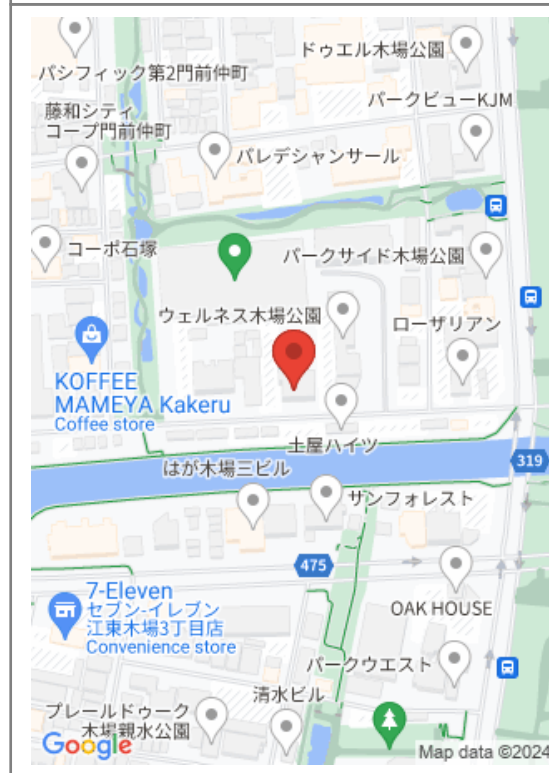 ドゥエル木場公園
パシフィック第2門前仲町
パークビューKJM
藤和シティ
コープ門前仲町
パレデシャンサール
コーポ石塚
パークサイド木場公園
ウェルネス木場公園
ローザリアン
KOFFEE
MAMEYA Kakeru
Coffee store
土屋ハイツ
はが木場三ビル
319
サンフォレスト
475
7-Eleven
セブン-イレブン
江東木場3丁目店
Convenience store
OAK HOUSE
パークウエスト
清水ビル
プレールドゥーク
木場親水公園
Google
Map data ©2024